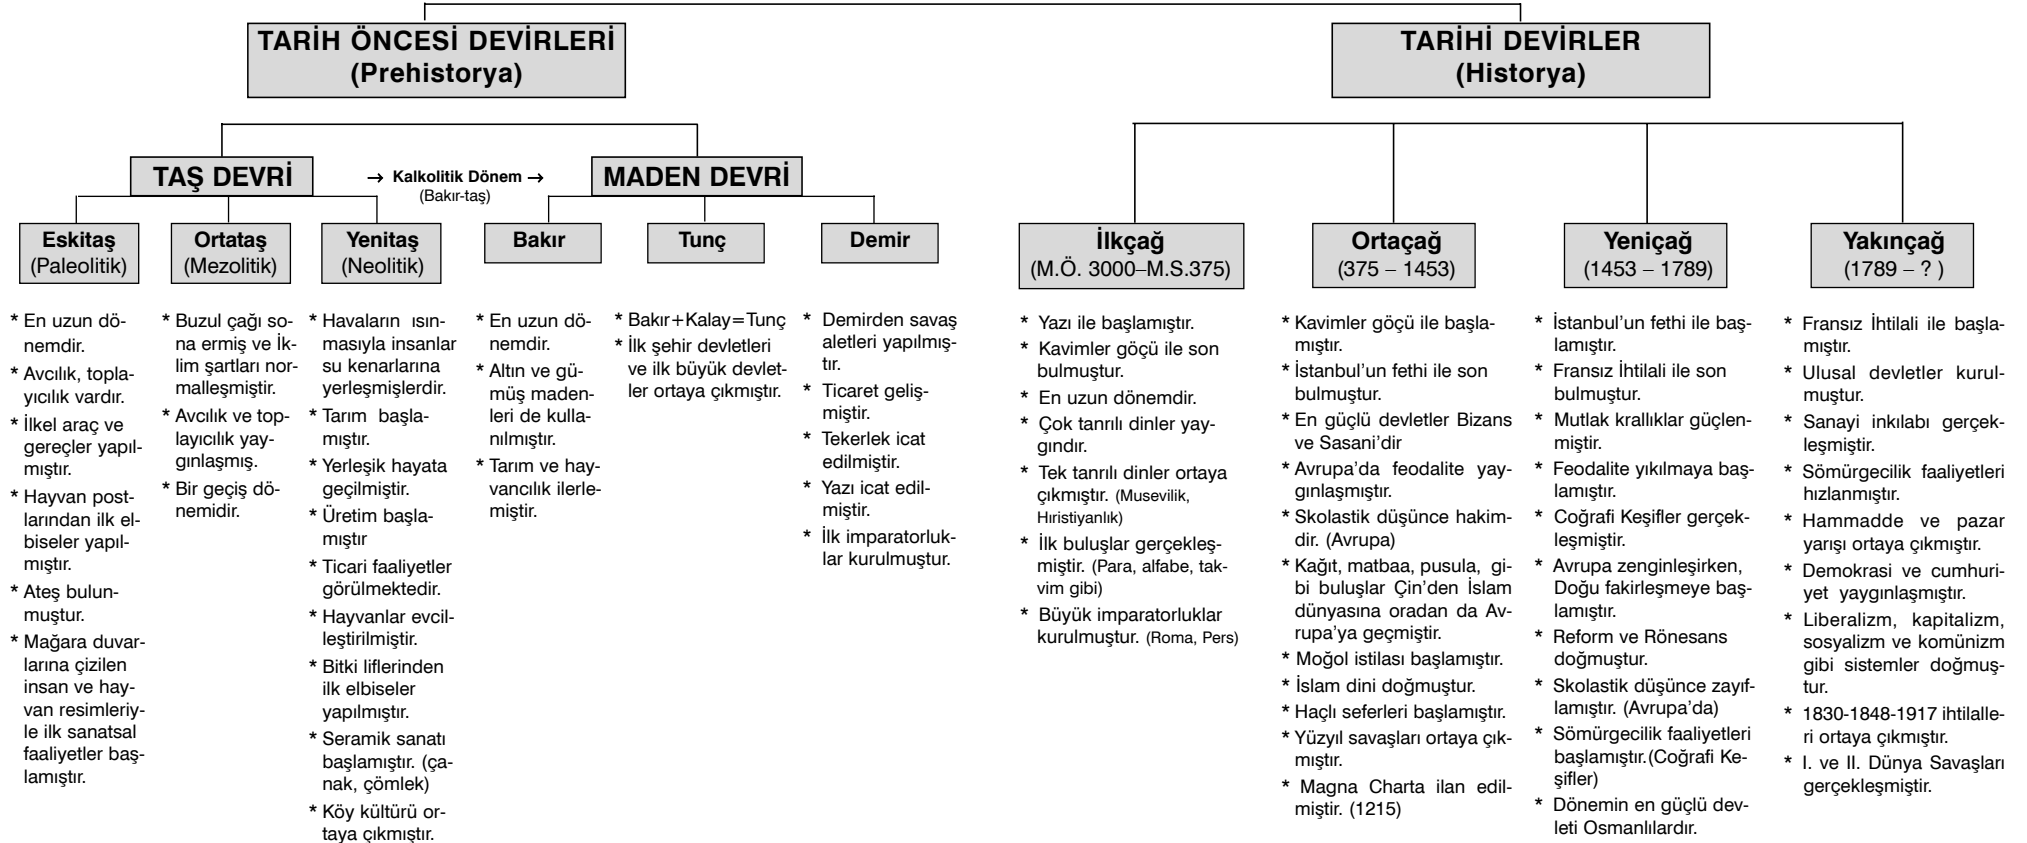 TARİH ÖNCESİ DEVİRLERİ
(Prehistorya)
TARİHİ DEVİRLER
(Historya)
TAŞ DEVRİ
→ Kalkolitik Dönem →
(Bakır-taş)
MADEN DEVRİ
Eskitaş
(Paleolitik)
* En uzun dö-
nemdir.
* Avcılık, topla-
yıcılık vardır.
* İlkel araç ve
gereçler yapıl-
mıştır.
* Hayvan post-
larından ilk el-
biseler yapıl-
mıştır.
* Ateş bulun-
muştur.
* Mağara duvar-
larına çizilen
insan ve hay-
van resimleriy-
le ilk sanatsal
faaliyetler baş-
lamıştır.
Ortataş
(Mezolitik)
* Buzul çağı so-
na ermiş ve İk-
lim şartları nor-
malleşmiştir.
* Avcılık ve top-
layıcılık yay-
gınlaşmış.
* Bir geçiş dö-
nemidir.
Yenitaş
(Neolitik)
* Havaların ısın-
masıyla insanlar
su kenarlarına
yerleşmişlerdir.
* Tarım başla-
mıştır.
* Yerleşik hayata
geçilmiştir.
* Üretim başla-
mıştır
* Ticari faaliyetler
görülmektedir.
* Hayvanlar evcil-
leştirilmiştir.
* Bitki liflerinden
ilk elbiseler
yapılmıştır.
* Seramik sanatı
başlamıştır. (ça-
nak, çömlek)
* Köy kültürü or-
taya çıkmıştır.
Bakır
* En uzun dö-
nemdir.
* Altın ve gü-
müş maden-
leri de kulla-
nılmıştır.
* Tarım ve hay-
vancılık ilerle-
miştir.
Tunç
* Bakır+Kalay=Tunç
* İlk şehir devletleri
ve ilk büyük devlet-
ler ortaya çıkmıştır.
Demir
* Demirden savaş
aletleri yapılmış-
tır.
* Ticaret geliş-
miştir.
* Tekerlek icat
edilmiştir.
* Yazı icat edil-
miştir.
* İlk imparatorluk-
lar kurulmuştur.
İlkçağ
(M.Ö. 3000–M.S.375)
* Yazı ile başlamıştır.
* Kavimler göçü ile son
bulmuştur.
* En uzun dönemdir.
* Çok tanrılı dinler yay-
gındır.
* Tek tanrılı dinler ortaya
çıkmıştır. (Musevilik,
Hıristiyanlık)
* İlk buluşlar gerçekleş-
miştir. (Para, alfabe, tak-
vim gibi)
* Büyük imparatorluklar
kurulmuştur. (Roma, Pers)
Ortaçağ
(375 – 1453)
* Kavimler göçü ile başla-
mıştır.
* İstanbul'un fethi ile son
bulmuştur.
* En güçlü devletler Bizans
ve Sasani'dir
* Avrupa'da feodalite yay-
gınlaşmıştır.
* Skolastik düşünce hakim-
dir. (Avrupa)
* Kağıt, matbaa, pusula, gi-
bi buluşlar Çin'den İslam
dünyasına oradan da Av-
rupa'ya geçmiştir.
* Moğol istilası başlamıştır.
* İslam dini doğmuştur.
* Haçlı seferleri başlamıştır.
* Yüzyıl savaşları ortaya çık-
mıştır.
* Magna Charta ilan edil-
miştir. (1215)
Yeniçağ
(1453 – 1789)
* İstanbul'un fethi ile baş-
lamıştır.
* Fransız İhtilali ile son
bulmuştur.
* Mutlak krallıklar güçlen-
miştir.
* Feodalite yıkılmaya baş-
lamıştır.
* Coğrafi Keşifler gerçek-
leşmiştir.
* Avrupa zenginleşirken,
Doğu fakirleşmeye baş-
lamıştır.
* Reform ve Rönesans
doğmuştur.
* Skolastik düşünce zayıf-
lamıştır. (Avrupa'da)
* Sömürgecilik faaliyetleri
başlamıştır.(Coğrafi Ke-
şifler)
* Dönemin en güçlü dev-
leti Osmanlılardır.
Yakınçağ
(1789 – ? )
* Fransız İhtilali ile başla-
mıştır.
* Ulusal devletler kurul-
muştur.
* Sanayi inkılabı gerçek-
leşmiştir.
* Sömürgecilik faaliyetleri
hızlanmıştır.
* Hammadde ve pazar
yarışı ortaya çıkmıştır.
* Demokrasi ve cumhuri-
yet yaygınlaşmıştır.
* Liberalizm, kapitalizm,
sosyalizm ve komünizm
gibi sistemler doğmuş-
tur.
* 1830-1848-1917 ihtilalle-
ri ortaya çıkmıştır.
* I. ve II. Dünya Savaşları
gerçekleşmiştir.